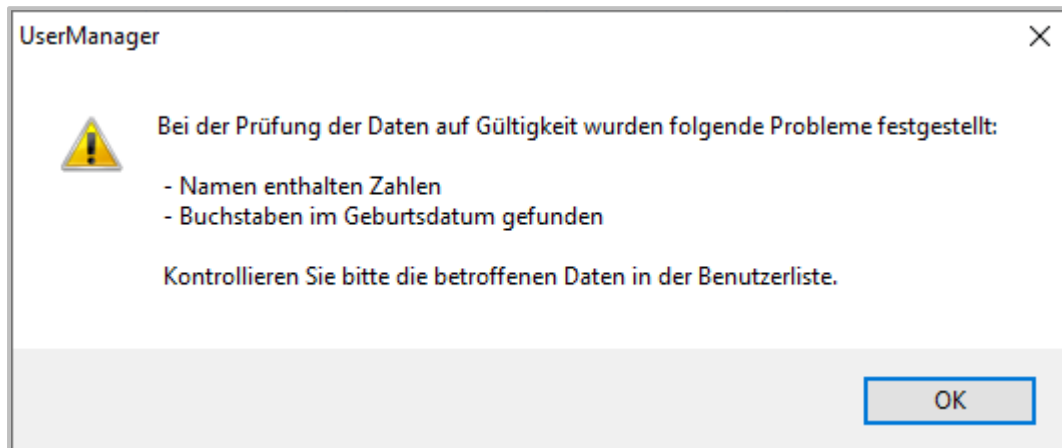 UserManager
Bei der Prüfung der Daten auf Gültigkeit wurden folgende Probleme festgestellt:
- Namen enthalten Zahlen
- Buchstaben im Geburtsdatum gefunden
Kontrollieren Sie bitte die betroffenen Daten in der Benutzerliste.
OK